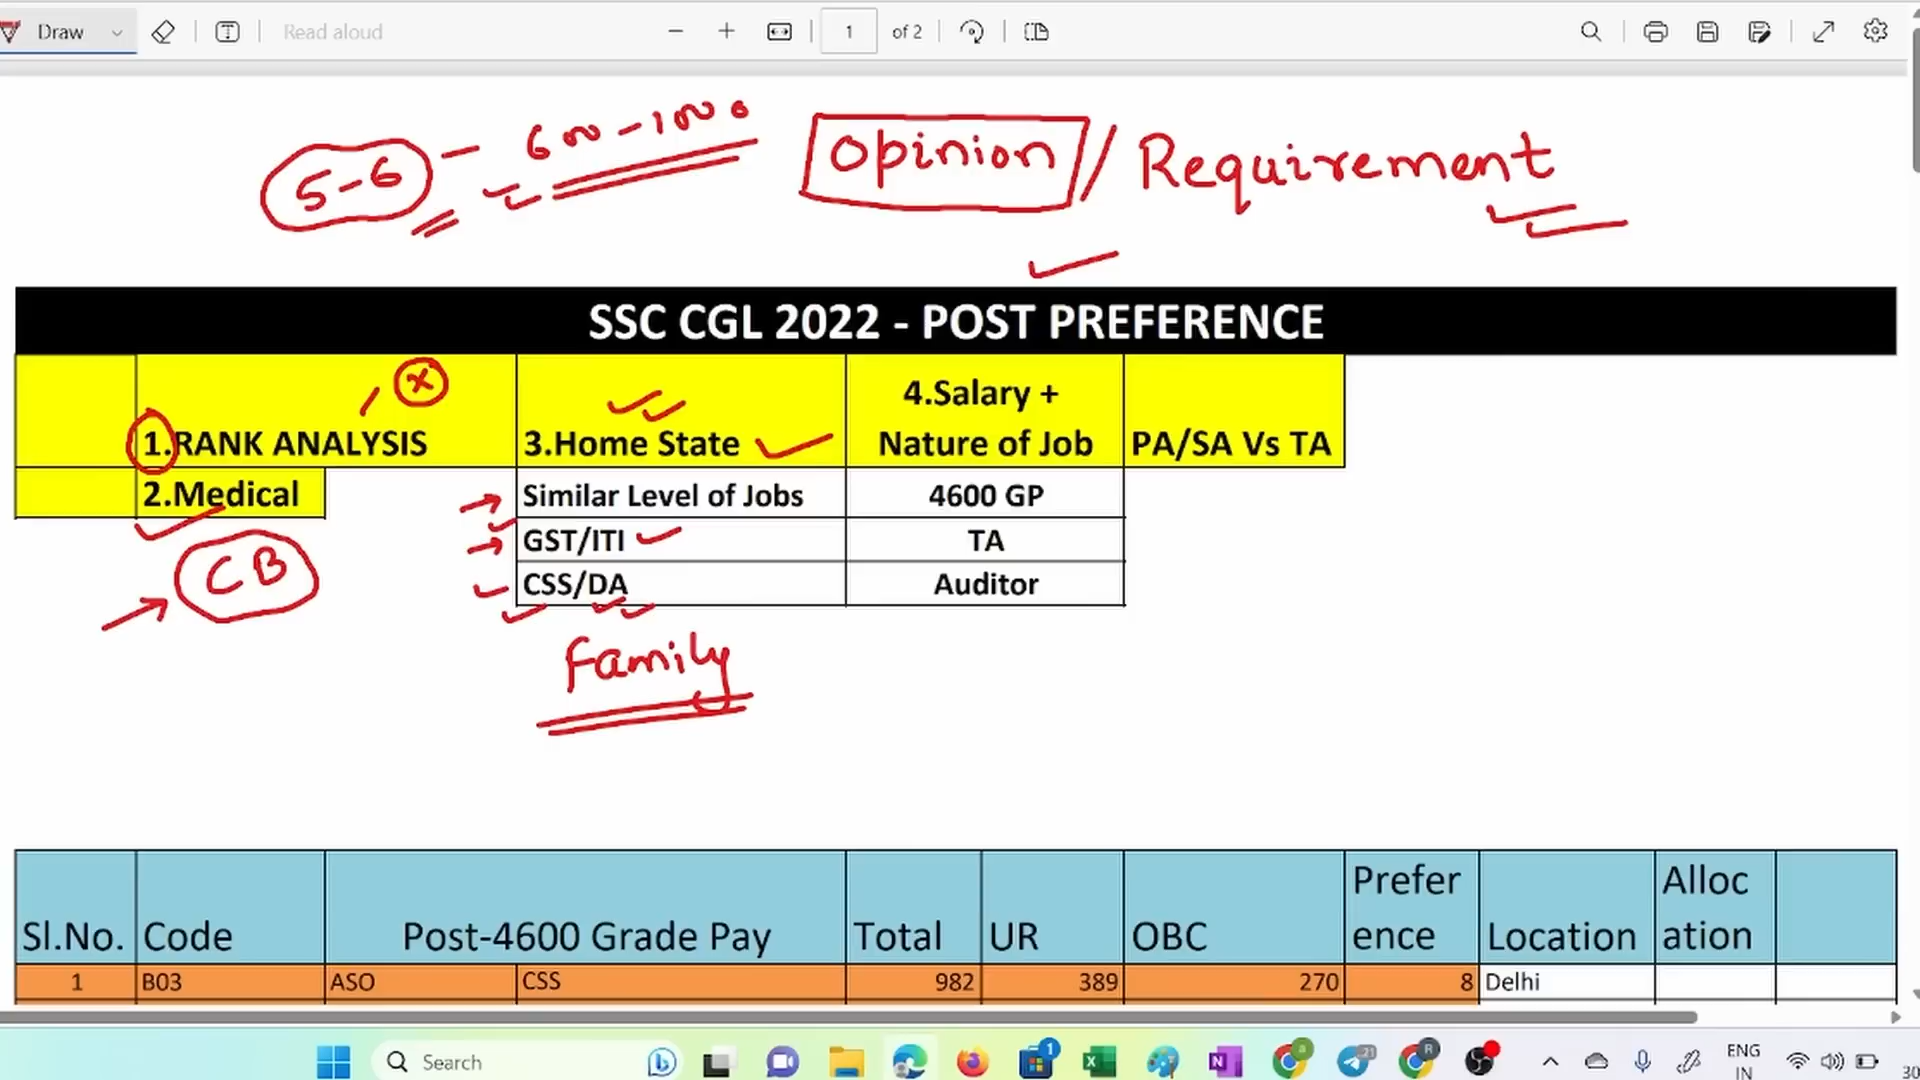 Draw
Read aloud
1 of 2
5-6 - 600-1000
Opinion / Requirement
SSC CGL 2022 - POST PREFERENCE
1.RANK ANALYSIS 3.Home State 4.Salary + Nature of Job PA/SA Vs TA
2.Medical Similar Level of Jobs 4600 GP
GST/ITI TA
CSS/DA Auditor
CB
Family
Sl.No. Code Post-4600 Grade Pay Total UR OBC Preference Location Allocation
1 B03 ASO CSS 982 389 270 8 Delhi
Search
1
21
ENG
IN
30